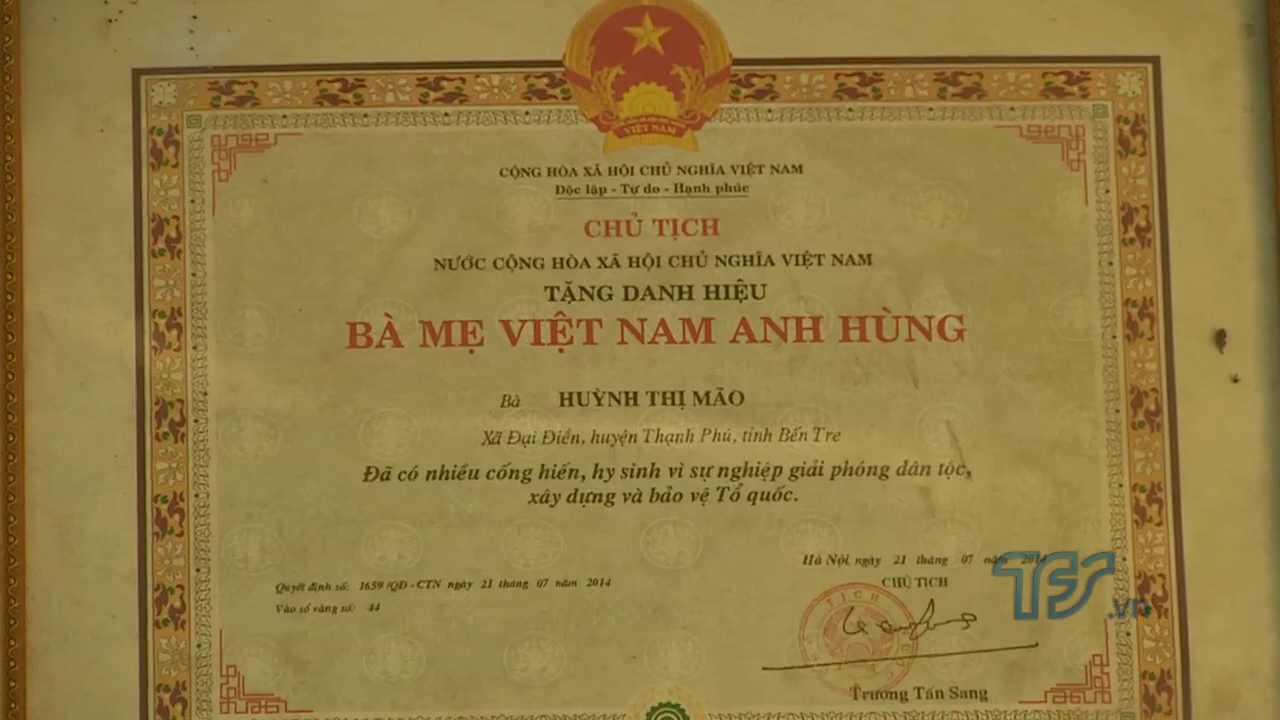 VIỆT NAM
CỘNG HÒA XÃ HỘI CHỦ NGHĨA VIỆT NAM
Độc lập - Tự do - Hạnh phúc
CHỦ TỊCH
NƯỚC CỘNG HÒA XÃ HỘI CHỦ NGHĨA VIỆT NAM
TẶNG DANH HIỆU
BÀ MẸ VIỆT NAM ANH HÙNG
Bà HUỲNH THỊ MÃO
Xã Đại Điền, huyện Thạnh Phú, tỉnh Bến Tre
Đã có nhiều cống hiến, hy sinh vì sự nghiệp giải phóng dân tộc,
xây dựng và bảo vệ Tổ quốc.
Hà Nội, ngày 21 tháng 07 năm 2014
CHỦ TỊCH
Quyết định số: 1659/QĐ-CTN ngày 21 tháng 07 năm 2014
Vào sổ vàng số: 44
TỊCH
Trương Tấn Sang
TFS.vn